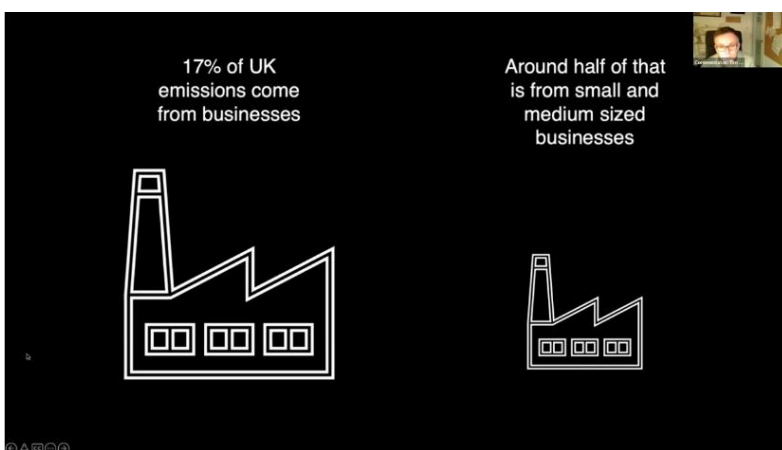 17% of UK
emissions come
from businesses
Around half of that
is from small and
medium sized
businesses